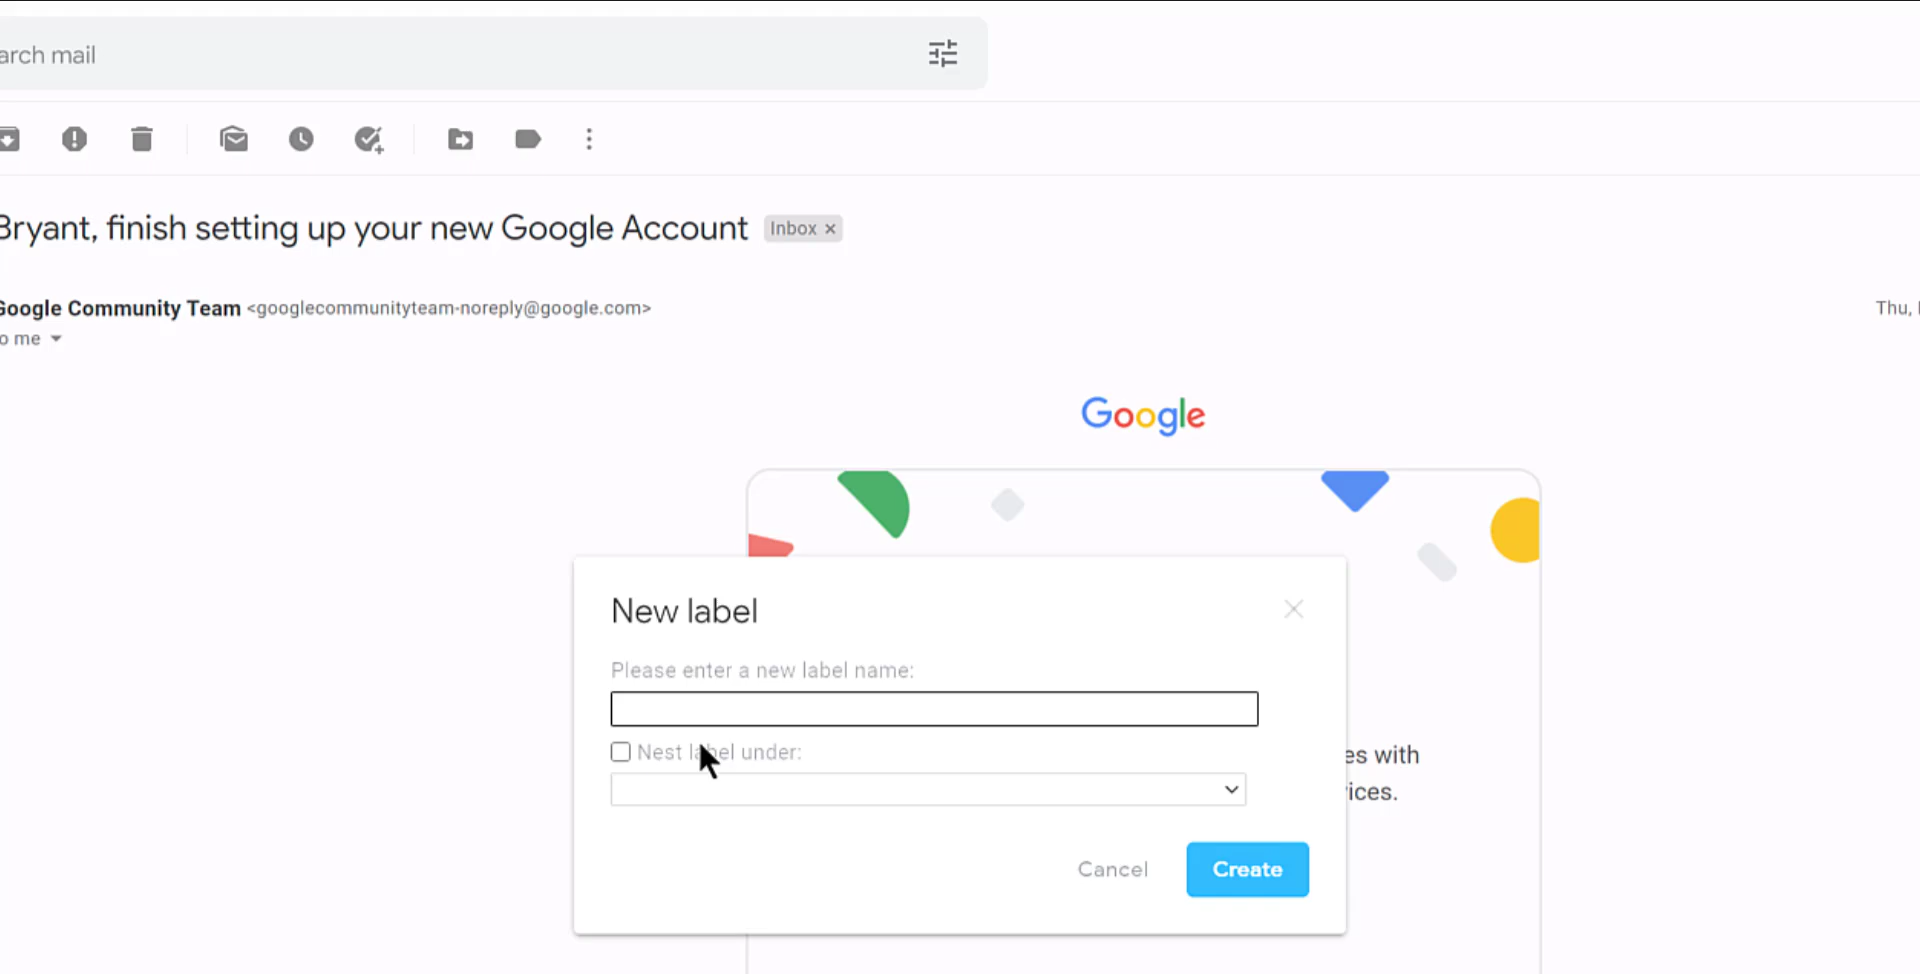 arch mail
Bryant, finish setting up your new Google Account Inbox ×
Google Community Team <googlecommunityteam-noreply@google.com> Thu,
o me
Google
New label
Please enter a new label name:
Nest label under:
es with
ices.
Cancel Create